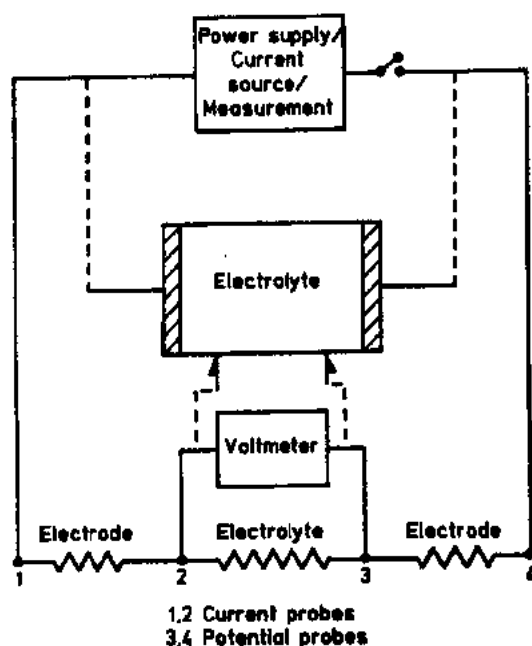 Power supply/
Current
source/
Measurement
Electrolyte
Voltmeter
Electrode
Electrolyte
Electrode
1
2
3
4
1,2 Current probes
3,4 Potential probes